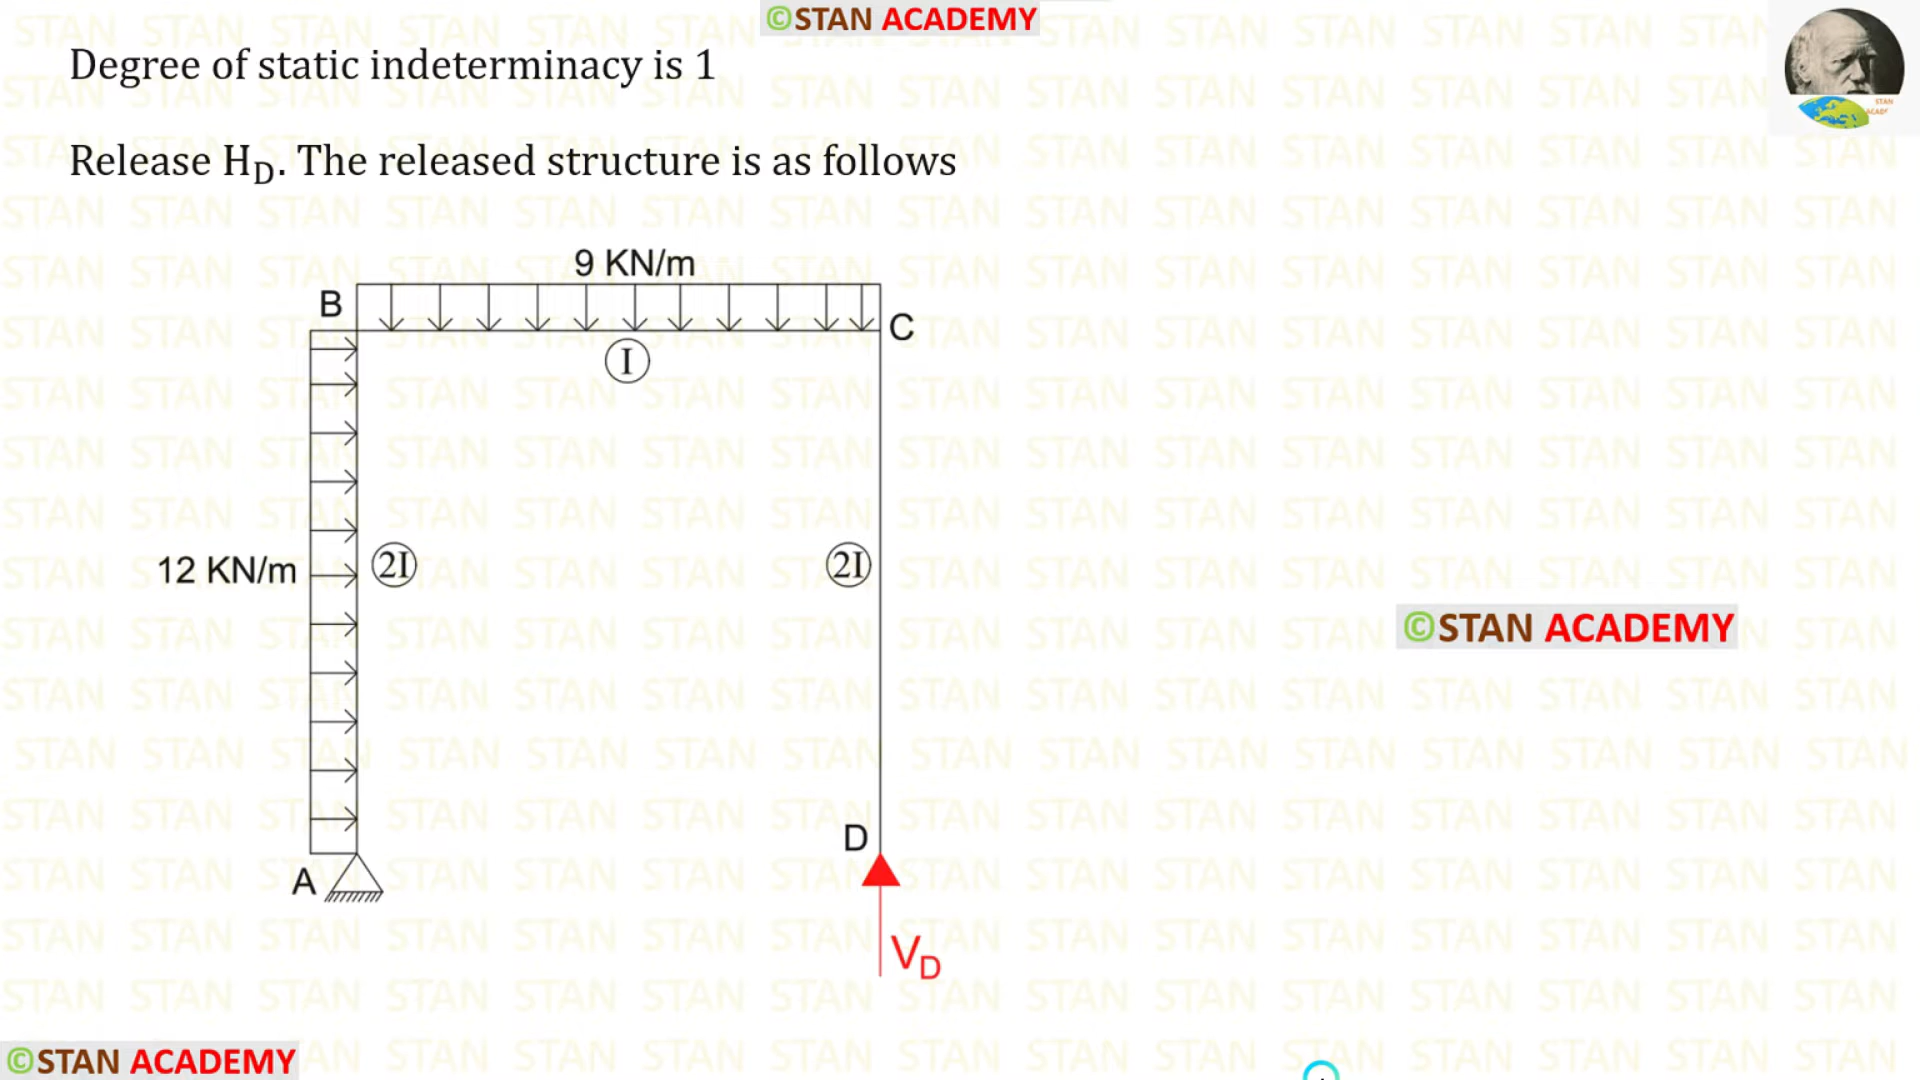 ©STAN ACADEMY
Degree of static indeterminacy is 1
Release H_D. The released structure is as follows
9 KN/m
B
C
I
12 KN/m
2I
2I
©STAN ACADEMY
D
A
V_D
©STAN ACADEMY